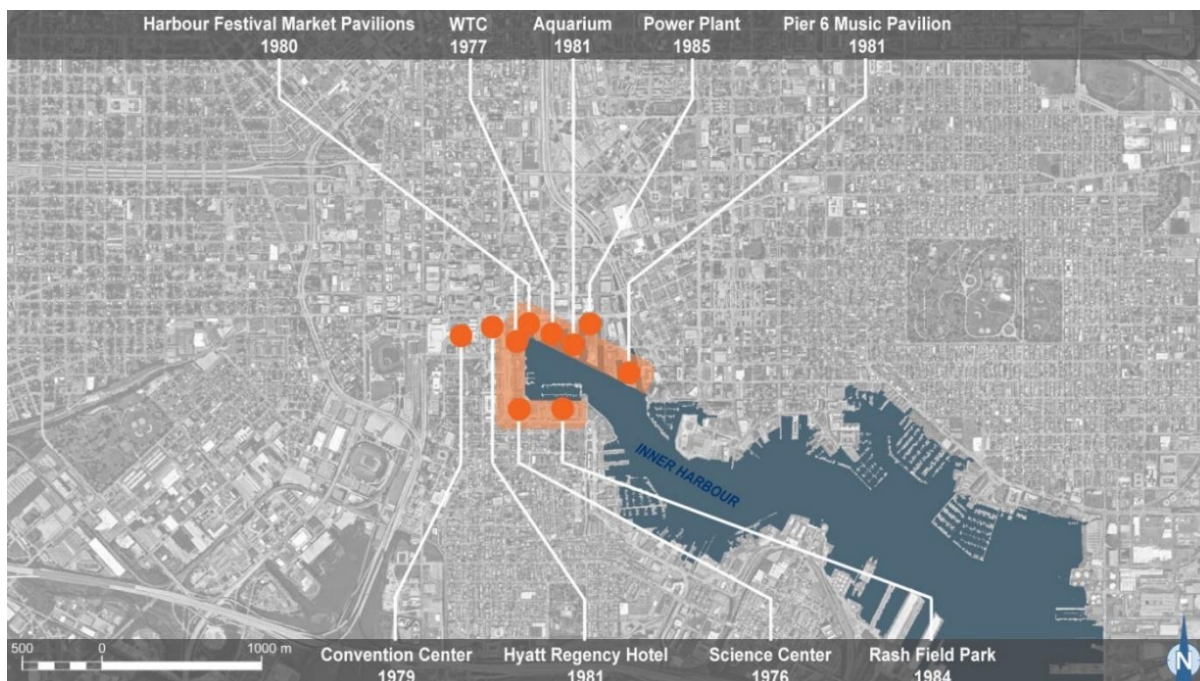 Harbour Festival Market Pavilions
1980
WTC
1977
Aquarium
1981
Power Plant
1985
Pier 6 Music Pavilion
1981
INNER HARBOUR
500 0 1000 m
Convention Center
1979
Hyatt Regency Hotel
1981
Science Center
1976
Rash Field Park
1984
N